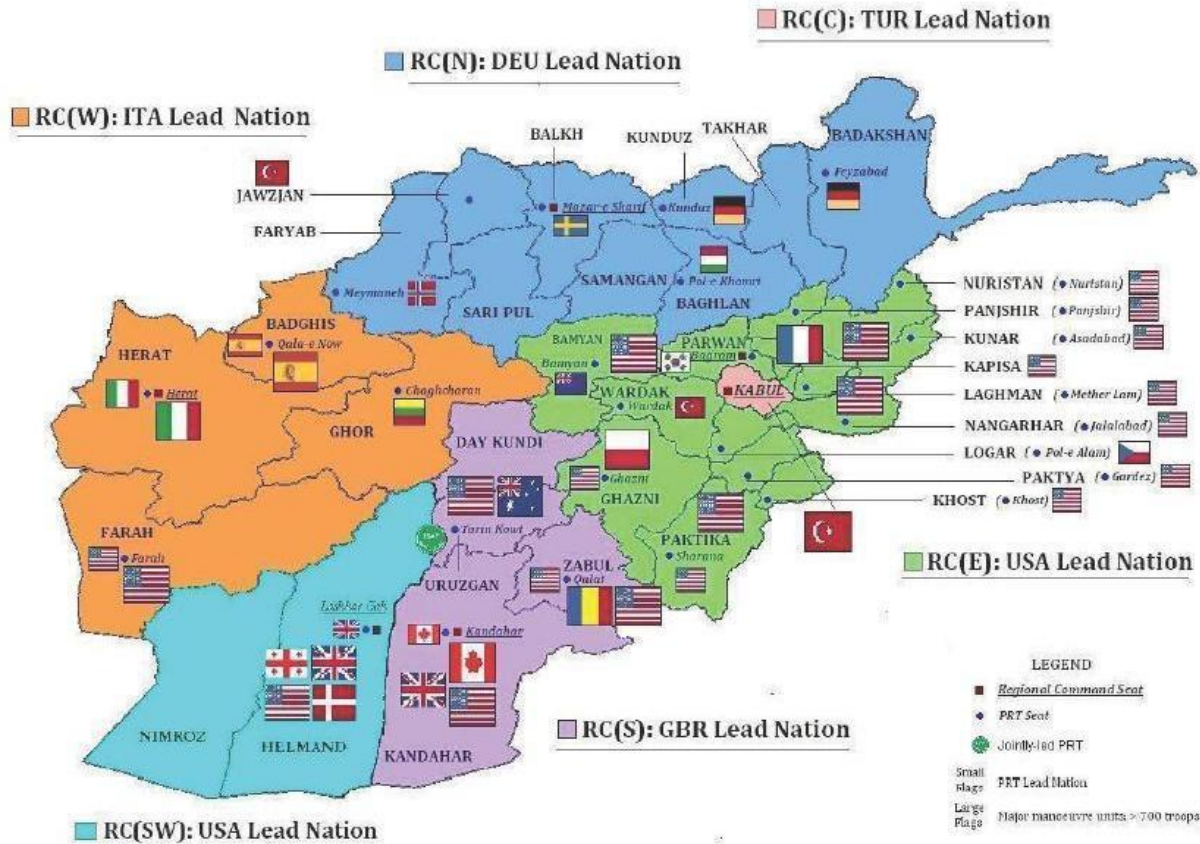 RC(C): TUR Lead Nation
RC(N): DEU Lead Nation
RC(W): ITA Lead Nation
BALKH
KUNDUZ
TAKHAR
BADAKSHAN
JAWZJAN
FARYAB
Mazar-e Sharif
Kunduz
Feyzabad
Meymaneh
SARI PUL
SAMANGAN
Pol-e Khomri
BAGHLAN
NURISTAN (Nuristan)
PANJSHIR (Panjshir)
KUNAR (Asadabad)
KAPISA
LAGHMAN (Mether Lam)
NANGARHAR (Jalalabad)
LOGAR (Pol-e Alam)
PAKTYA (Gardez)
KHOST (Khost)
BADGHIS
Qala-e Now
HERAT
Herat
Chaghcharan
GHOR
BAMYAN
Bamyan
PARWAN
Bagram
WARDAK
Wardak
KABUL
DAY KUNDI
Ghazni
GHAZNI
FARAH
Farah
Tarin Kowt
URUZGAN
ZABUL
Qalat
PAKTIKA
Sharana
RC(E): USA Lead Nation
Lashkar Gah
Kandahar
NIMROZ
HELMAND
KANDAHAR
RC(S): GBR Lead Nation
RC(SW): USA Lead Nation
LEGEND
Regional Command Seat
PRT Seat
Jointly-led PRT
Small Flags PRT Lead Nation
Large Flags Major manoeuvre units > 700 troops